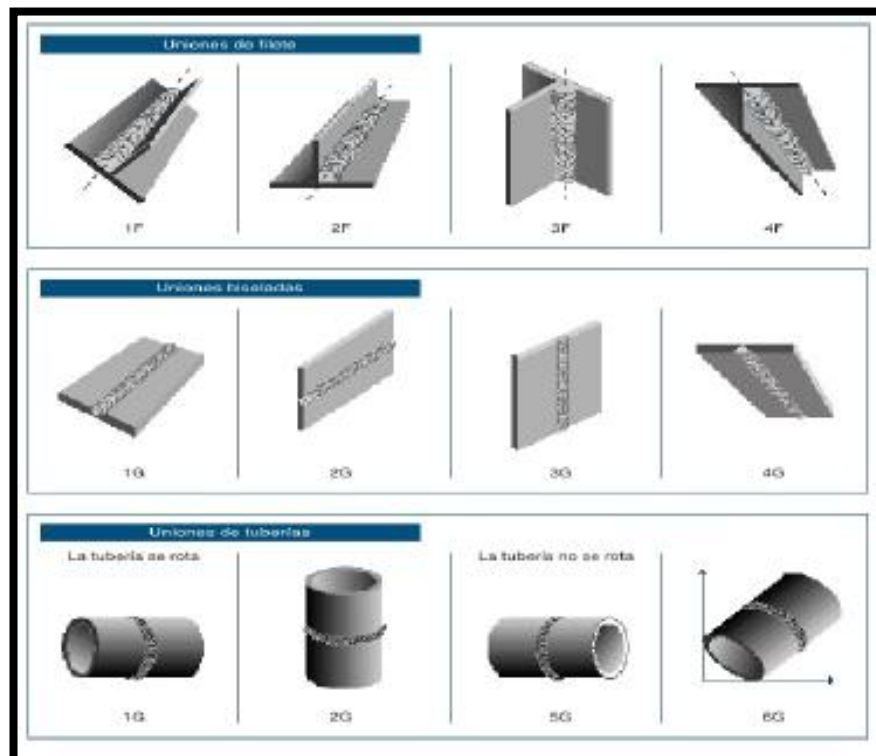 Uniones de filete
1F 2F 3F 4F
Uniones biseladas
1G 2G 3G 4G
Uniones de tuberías
La tubería se rota La tubería no se rota
1G 2G 5G 6G